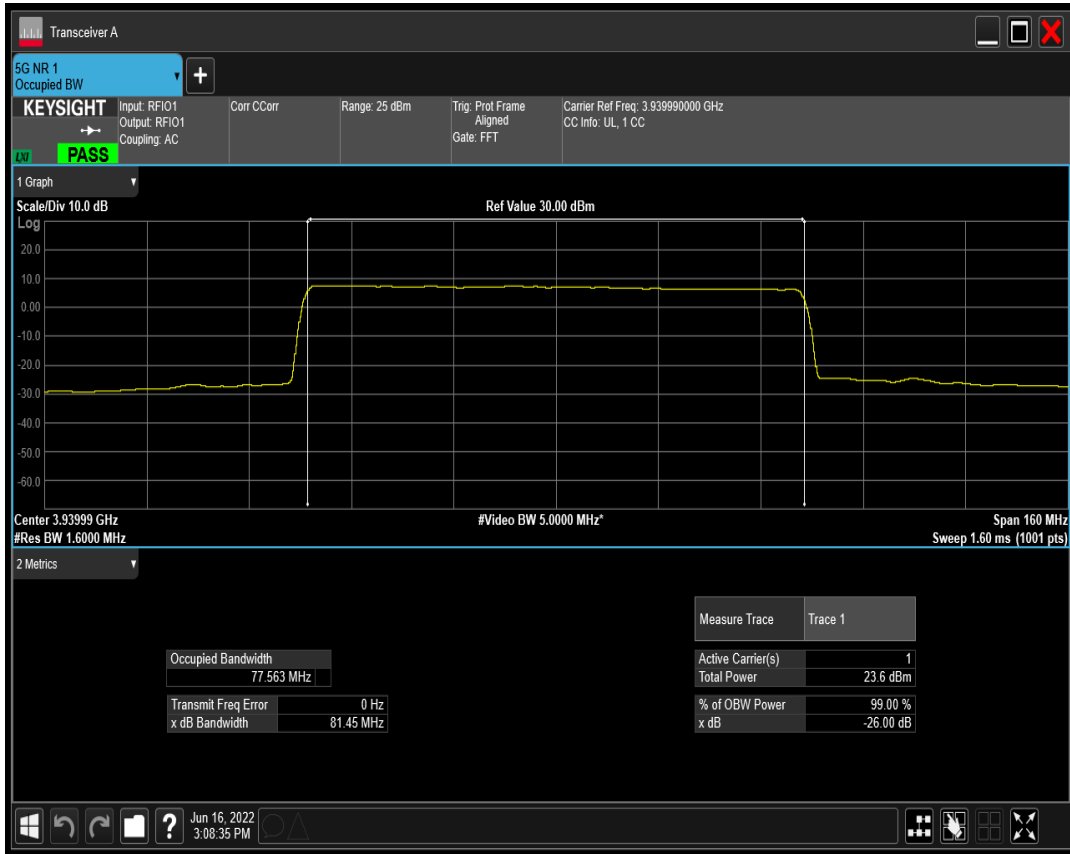 Transceiver A
5G NR 1
Occupied BW
KEYSIGHT
LXI
PASS
Input: RFIO1
Output: RFIO1
Coupling: AC
Corr CCorr
Range: 25 dBm
Trig: Prot Frame
Aligned
Gate: FFT
Carrier Ref Freq: 3.939990000 GHz
CC Info: UL, 1 CC
1 Graph
Scale/Div 10.0 dB
Ref Value 30.00 dBm
Log
20.0
10.0
0.00
-10.0
-20.0
-30.0
-40.0
-50.0
-60.0
Center 3.93999 GHz
#Video BW 5.0000 MHz*
Span 160 MHz
#Res BW 1.6000 MHz
Sweep 1.60 ms (1001 pts)
2 Metrics
Measure Trace Trace 1
Occupied Bandwidth
77.563 MHz
Active Carrier(s) 1
Total Power 23.6 dBm
Transmit Freq Error 0 Hz
x dB Bandwidth 81.45 MHz
% of OBW Power 99.00 %
x dB -26.00 dB
?
Jun 16, 2022
3:08:35 PM